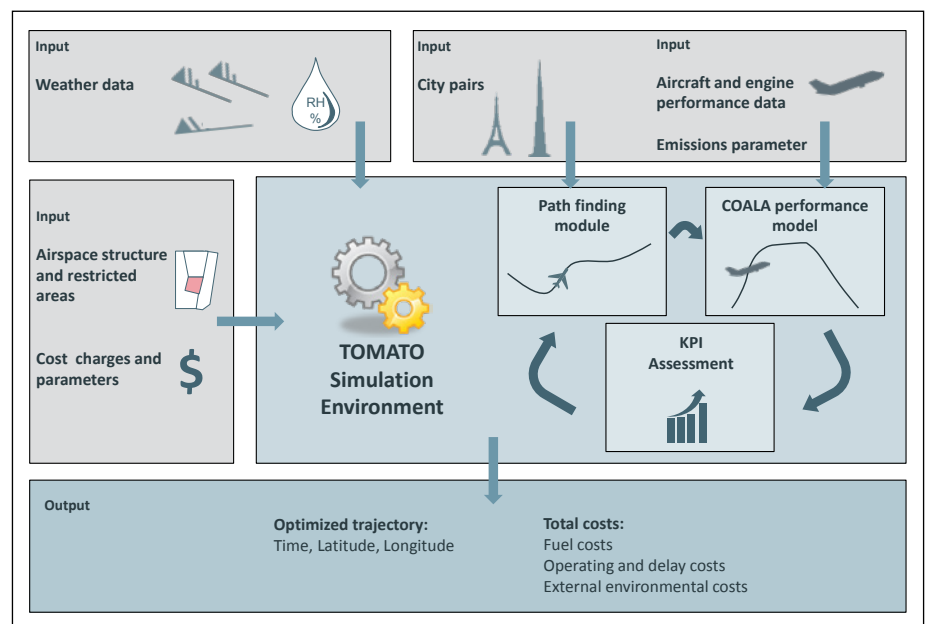 Input
Weather data
RH
%
Input
City pairs
Input
Aircraft and engine
performance data
Emissions parameter
Input
Airspace structure
and restricted
areas
Cost charges and
parameters
$
TOMATO
Simulation
Environment
Path finding
module
COALA performance
model
KPI
Assessment
Output
Optimized trajectory:
Time, Latitude, Longitude
Total costs:
Fuel costs
Operating and delay costs
External environmental costs